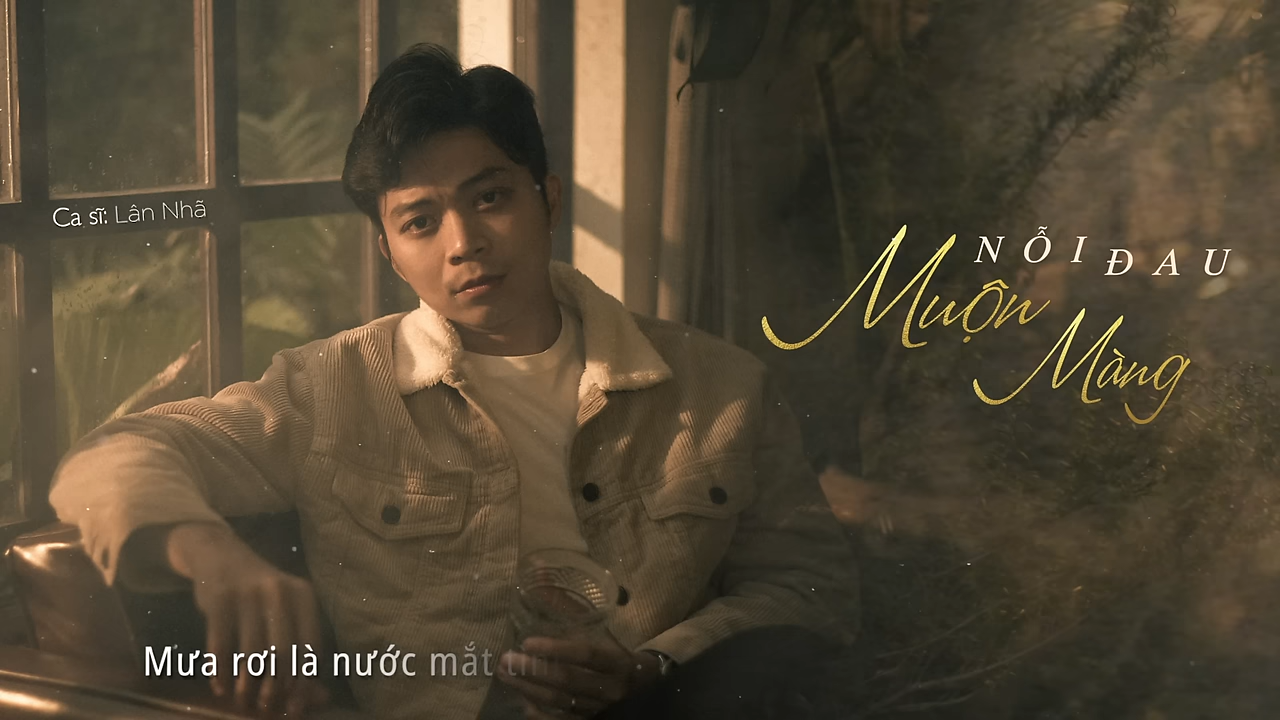 Ca sĩ: Lân Nhã
NỖI ĐAU
Muộn
Màng
Mưa rơi là nước mắt